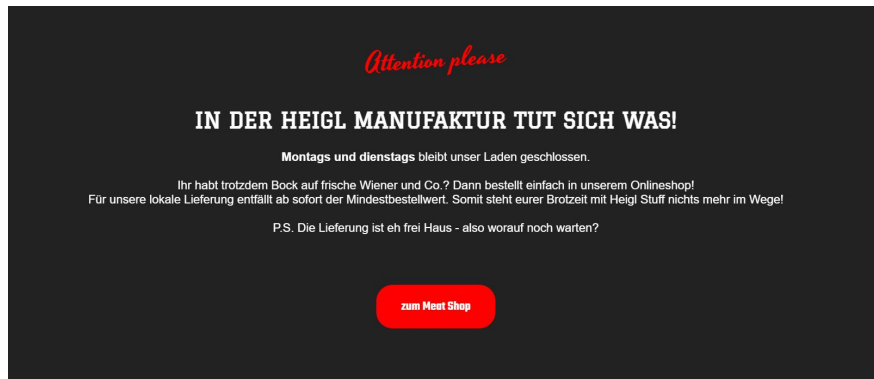 Attention please
IN DER HEIGL MANUFAKTUR TUT SICH WAS!
Montags und dienstags bleibt unser Laden geschlossen.
Ihr habt trotzdem Bock auf frische Wiener und Co.? Dann bestellt einfach in unserem Onlineshop!
Für unsere lokale Lieferung entfällt ab sofort der Mindestbestellwert. Somit steht eurer Brotzeit mit Heigl Stuff nichts mehr im Wege!
P.S. Die Lieferung ist eh frei Haus - also worauf noch warten?
zum Meat Shop